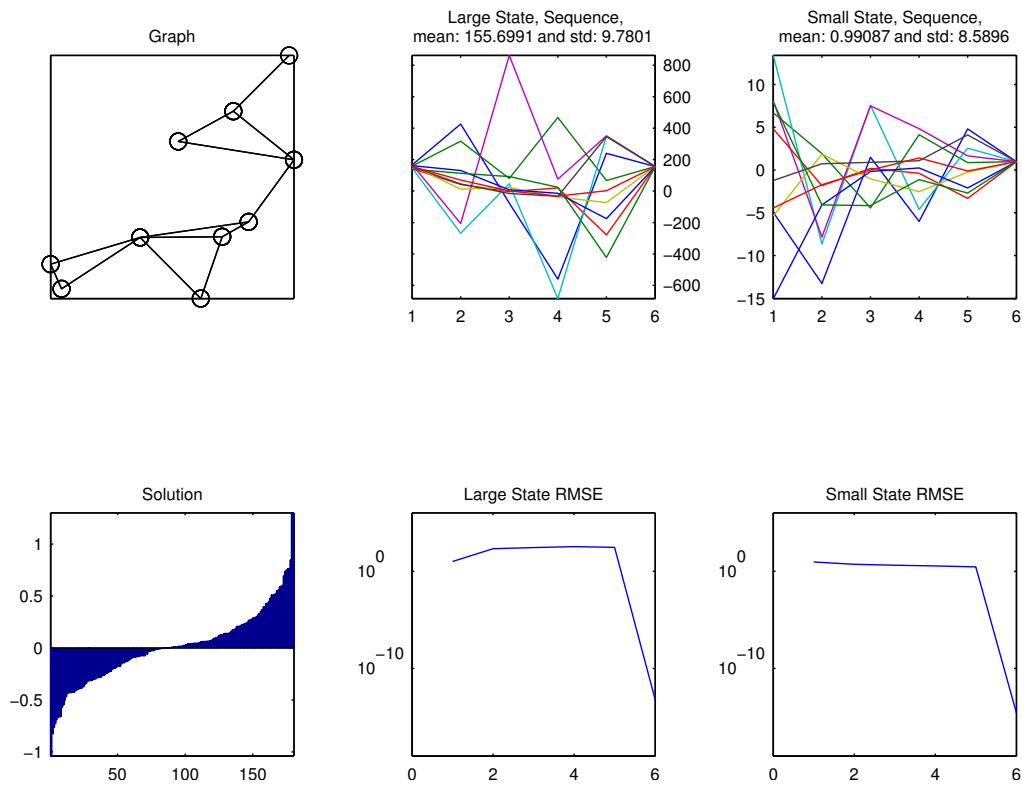 Graph
Large State, Sequence,
mean: 155.6991 and std: 9.7801
800
600
400
200
0
−200
−400
−600
1 2 3 4 5 6
Small State, Sequence,
mean: 0.99087 and std: 8.5896
10
5
0
−5
−10
−15
1 2 3 4 5 6
Solution
1
0.5
0
−0.5
−1
50 100 150
Large State RMSE
10^0
10^−10
0 2 4 6
Small State RMSE
10^0
10^−10
0 2 4 6